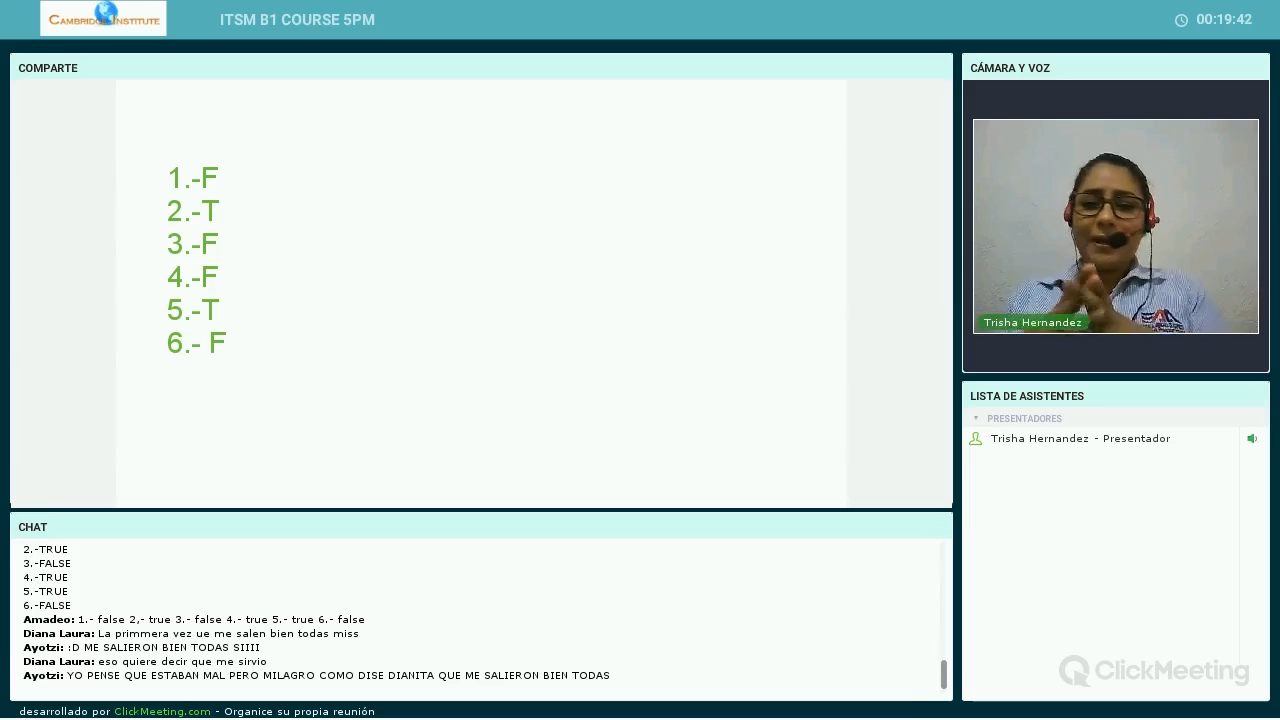 CAMBRIDGE INSTITUTE
ITSM B1 COURSE 5PM
00:19:42
COMPARTE
1.-F
2.-T
3.-F
4.-F
5.-T
6.- F
CÁMARA Y VOZ
Trisha Hernandez
LISTA DE ASISTENTES
PRESENTADORES
Trisha Hernandez - Presentador
CHAT
2.-TRUE
3.-FALSE
4.-TRUE
5.-TRUE
6.-FALSE
Amadeo: 1.- false 2,- true 3.- false 4.- true 5.- true 6.- false
Diana Laura: La primmera vez ue me salen bien todas miss
Ayotzi: :D ME SALIERON BIEN TODAS SIIII
Diana Laura: eso quiere decir que me sirvio
Ayotzi: YO PENSE QUE ESTABAN MAL PERO MILAGRO COMO DISE DIANITA QUE ME SALIERON BIEN TODAS
ClickMeeting
desarrollado por ClickMeeting.com - Organice su propia reunión